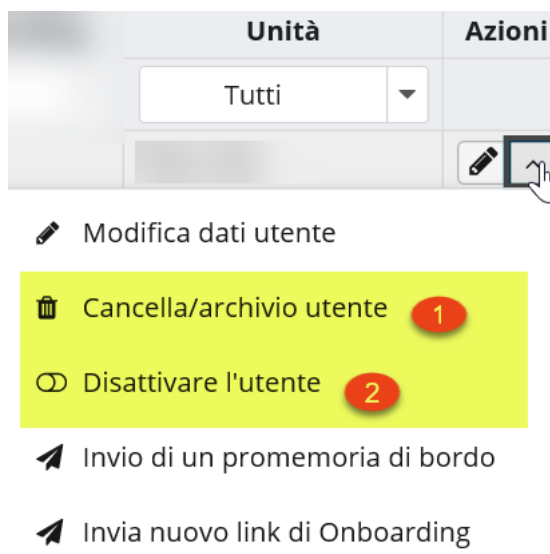 Unità Azioni
Tutti
Modifica dati utente
Cancella/archivio utente 1
Disattivare l'utente 2
Invio di un promemoria di bordo
Invia nuovo link di Onboarding